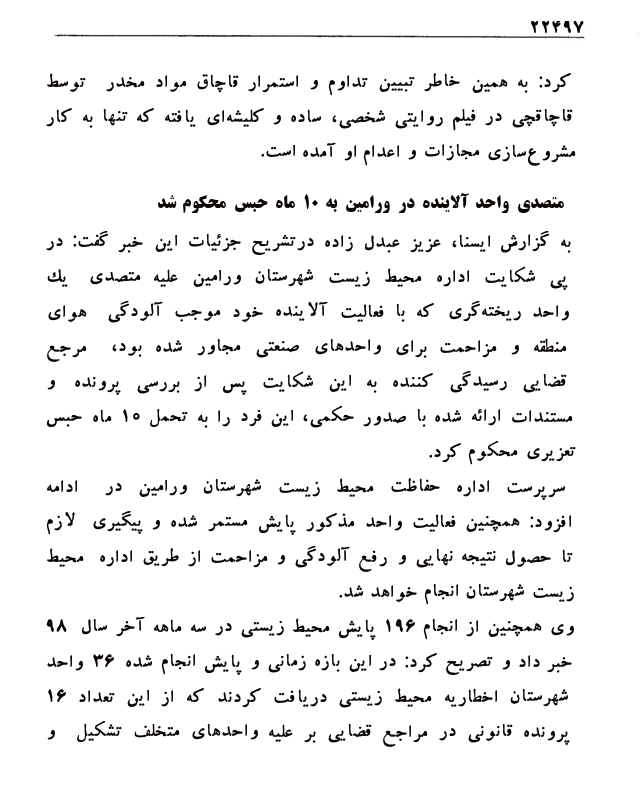 ۲۲۴۹۷
کرد: به همین خاطر تبیین تداوم و استمرار قاچاق مواد مخدر توسط
قاچاقچی در فیلم روایتی شخصی، ساده و کلیشه‌ای یافته که تنها به کار
مشروع‌سازی مجازات و اعدام او آمده است.
متصدی واحد آلاینده در ورامین به ۱۰ ماه حبس محکوم شد
به گزارش ایسنا، عزیز عبدل زاده درتشریح جزئیات این خبر گفت: در
پی شکایت اداره محیط زیست شهرستان ورامین علیه متصدی یك
واحد ریخته‌گری که با فعالیت آلاینده خود موجب آلودگی هوای
منطقه و مزاحمت برای واحدهای صنعتی مجاور شده بود، مرجع
قضایی رسیدگی کننده به این شکایت پس از بررسی پرونده و
مستندات ارائه شده با صدور حکمی، این فرد را به تحمل ۱۰ ماه حبس
تعزیری محکوم کرد.
سرپرست اداره حفاظت محیط زیست شهرستان ورامین در ادامه
افزود: همچنین فعالیت واحد مذکور پایش مستمر شده و پیگیری لازم
تا حصول نتیجه نهایی و رفع آلودگی و مزاحمت از طریق اداره محیط
زیست شهرستان انجام خواهد شد.
وی همچنین از انجام ۱۹۶ پایش محیط زیستی در سه ماهه آخر سال ۹۸
خبر داد و تصریح کرد: در این بازه زمانی و پایش انجام شده ۳۶ واحد
شهرستان اخطاریه محیط زیستی دریافت کردند که از این تعداد ۱۶
پرونده قانونی در مراجع قضایی بر علیه واحدهای متخلف تشکیل و